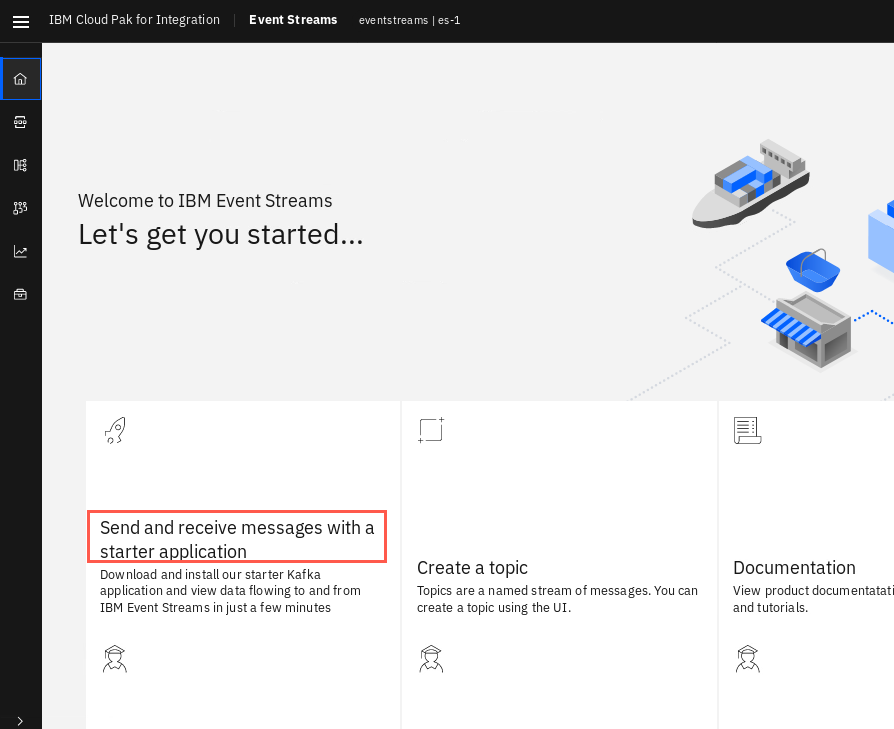 IBM Cloud Pak for Integration | Event Streams eventstreams | es-1
Welcome to IBM Event Streams
Let's get you started...
Send and receive messages with a
starter application
Download and install our starter Kafka
application and view data flowing to and from
IBM Event Streams in just a few minutes
Create a topic
Topics are a named stream of messages. You can
create a topic using the UI.
Documentation
View product documentatati
and tutorials.